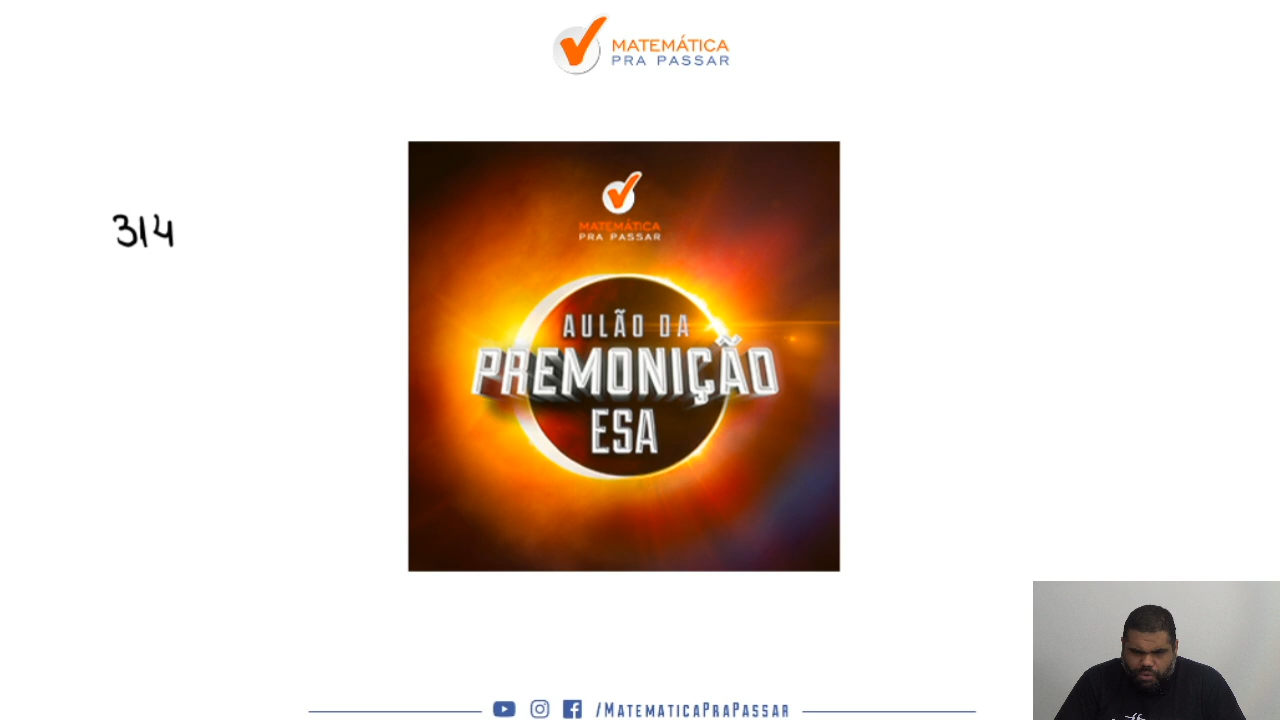 MATEMÁTICA
PRA PASSAR
314
MATEMÁTICA
PRA PASSAR
AULÃO DA
PREMONIÇÃO
ESA
/MATEMATICAPRAPASSAR